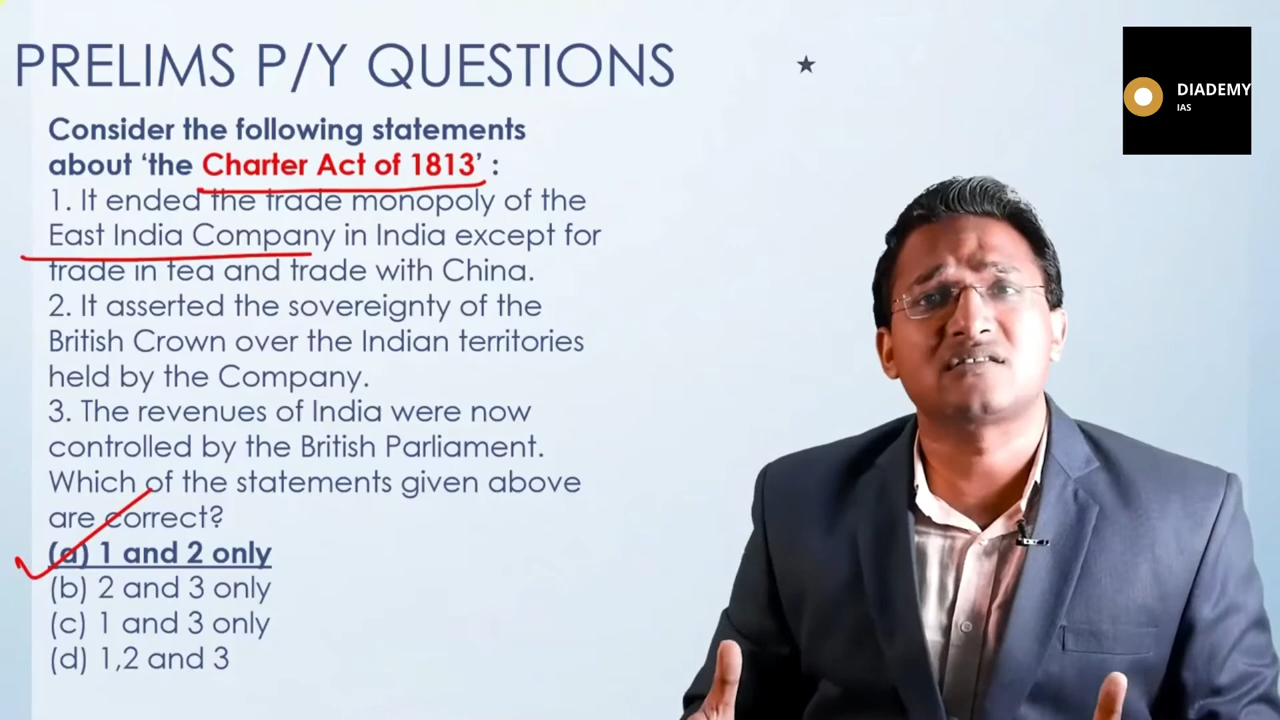 PRELIMS P/Y QUESTIONS
DIADEMY
IAS
Consider the following statements
about ‘the Charter Act of 1813’ :
1. It ended the trade monopoly of the
East India Company in India except for
trade in tea and trade with China.
2. It asserted the sovereignty of the
British Crown over the Indian territories
held by the Company.
3. The revenues of India were now
controlled by the British Parliament.
Which of the statements given above
are correct?
(a) 1 and 2 only
(b) 2 and 3 only
(c) 1 and 3 only
(d) 1,2 and 3